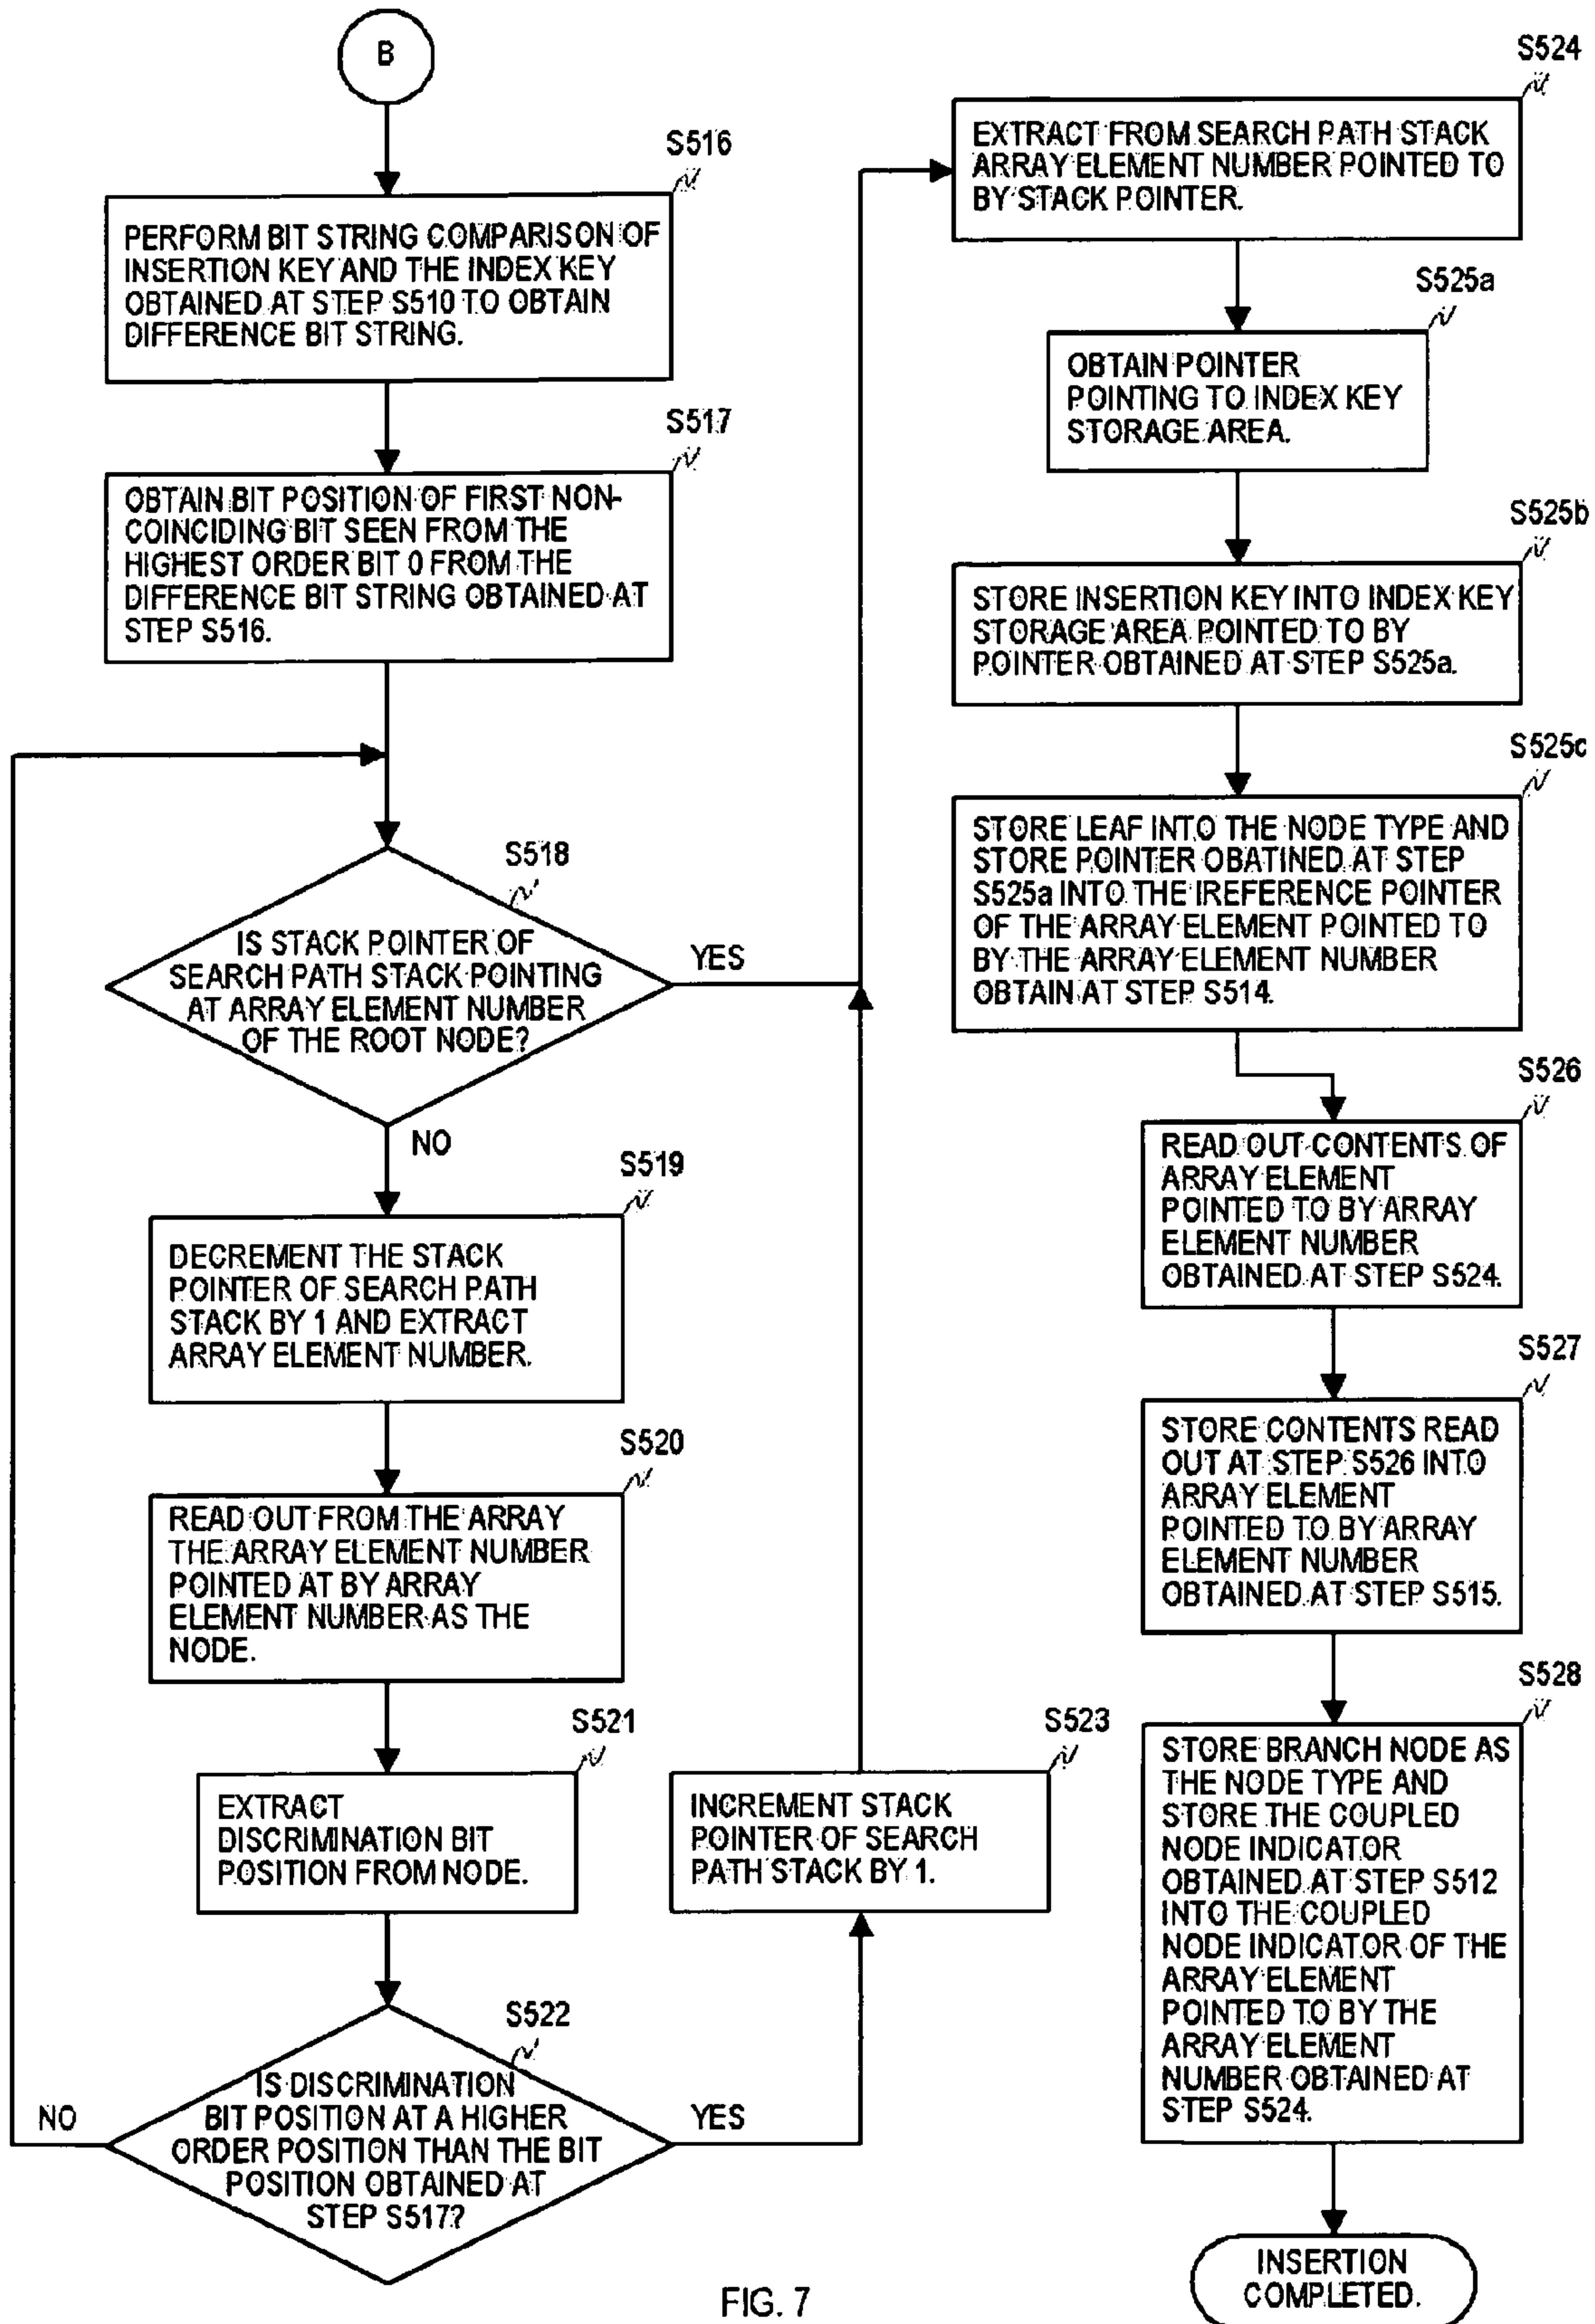 B
S516
PERFORM BIT STRING COMPARISON OF
INSERTION KEY AND THE INDEX KEY
OBTAINED AT STEP S510 TO OBTAIN
DIFFERENCE BIT STRING.
S517
OBTAIN BIT POSITION OF FIRST NON-
COINCIDING BIT SEEN FROM THE
HIGHEST ORDER BIT 0 FROM THE
DIFFERENCE BIT STRING OBTAINED AT
STEP S516.
S518
IS STACK POINTER OF
SEARCH PATH STACK POINTING
AT ARRAY ELEMENT NUMBER
OF THE ROOT NODE?
YES
NO
S519
DECREMENT THE STACK
POINTER OF SEARCH PATH
STACK BY 1 AND EXTRACT
ARRAY ELEMENT NUMBER.
S520
READ OUT FROM THE ARRAY
THE ARRAY ELEMENT NUMBER
POINTED AT BY ARRAY
ELEMENT NUMBER AS THE
NODE.
S521
EXTRACT
DISCRIMINATION BIT
POSITION FROM NODE.
S522
IS DISCRIMINATION
BIT POSITION AT A HIGHER
ORDER POSITION THAN THE BIT
POSITION OBTAINED AT
STEP S517?
NO
YES
S523
INCREMENT STACK
POINTER OF SEARCH
PATH STACK BY 1.
S524
EXTRACT FROM SEARCH PATH STACK
ARRAY ELEMENT NUMBER POINTED TO
BY STACK POINTER.
S525a
OBTAIN POINTER
POINTING TO INDEX KEY
STORAGE AREA.
S525b
STORE INSERTION KEY INTO INDEX KEY
STORAGE AREA POINTED TO BY
POINTER OBTAINED AT STEP S525a.
S525c
STORE LEAF INTO THE NODE TYPE AND
STORE POINTER OBATINED AT STEP
S525a INTO THE IREFERENCE POINTER
OF THE ARRAY ELEMENT POINTED TO
BY THE ARRAY ELEMENT NUMBER
OBTAIN AT STEP S514.
S526
READ OUT CONTENTS OF
ARRAY ELEMENT
POINTED TO BY ARRAY
ELEMENT NUMBER
OBTAINED AT STEP S524.
S527
STORE CONTENTS READ
OUT AT STEP S526 INTO
ARRAY ELEMENT
POINTED TO BY ARRAY
ELEMENT NUMBER
OBTAINED AT STEP S515.
S528
STORE BRANCH NODE AS
THE NODE TYPE AND
STORE THE COUPLED
NODE INDICATOR
OBTAINED AT STEP S512
INTO THE COUPLED
NODE INDICATOR OF THE
ARRAY ELEMENT
POINTED TO BY THE
ARRAY ELEMENT
NUMBER OBTAINED AT
STEP S524.
INSERTION
COMPLETED.
FIG. 7